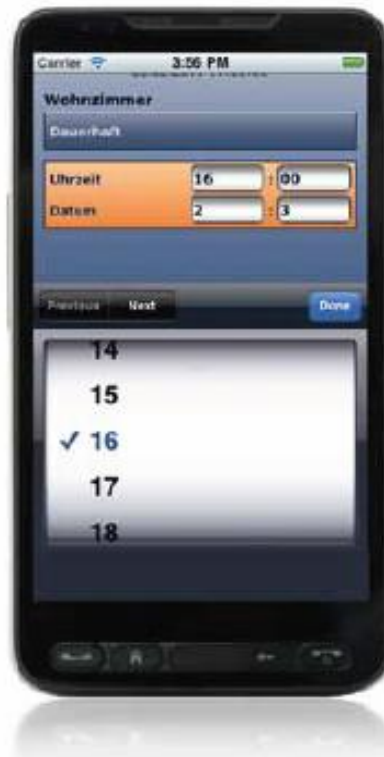 Carrier 3:56 PM
Wohnzimmer
Dauerhaft
Uhrzeit 16 : 00
Datum 2 : 3
Previous Next Done
14
15
✓ 16
17
18